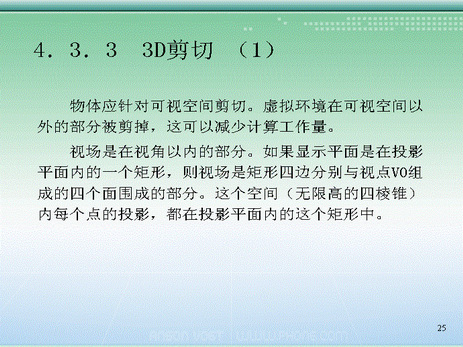 4．3．3　3D剪切　（1）
物体应针对可视空间剪切。虚拟环境在可视空间以
外的部分被剪掉，这可以减少计算工作量。
视场是在视角以内的部分。如果显示平面是在投影
平面内的一个矩形，则视场是矩形四边分别与视点V0组
成的四个面围成的部分。这个空间（无限高的四棱锥）
内每个点的投影，都在投影平面内的这个矩形中。
25